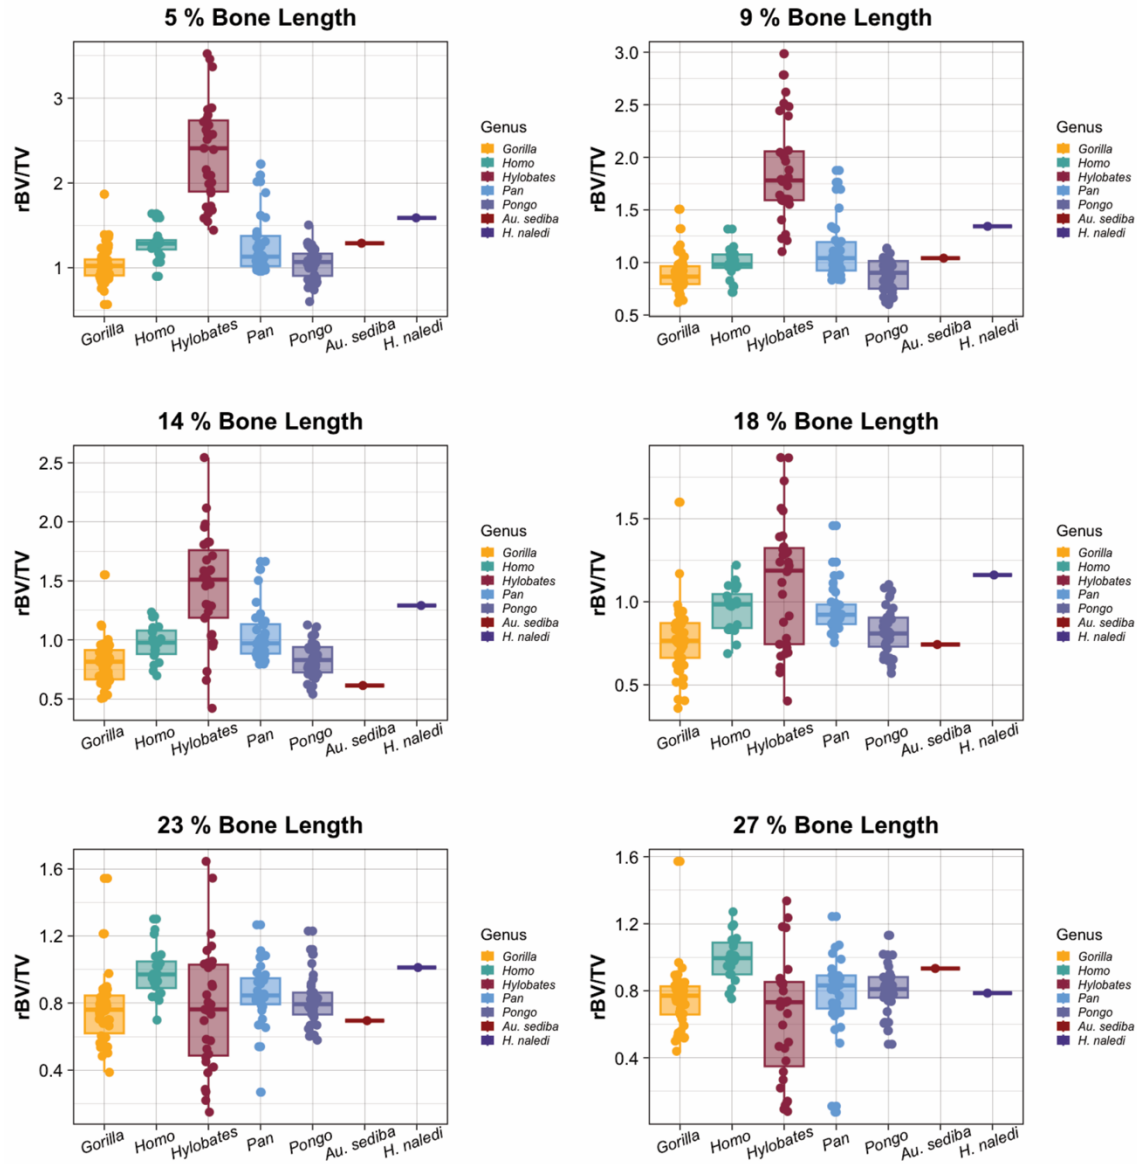 5 % Bone Length
rBV/TV
3
2
1
Gorilla Homo Hylobates Pan Pongo Au. sediba H. naledi
Genus
Gorilla
Homo
Hylobates
Pan
Pongo
Au. sediba
H. naledi
9 % Bone Length
rBV/TV
3.0
2.5
2.0
1.5
1.0
0.5
Gorilla Homo Hylobates Pan Pongo Au. sediba H. naledi
Genus
Gorilla
Homo
Hylobates
Pan
Pongo
Au. sediba
H. naledi
14 % Bone Length
rBV/TV
2.5
2.0
1.5
1.0
0.5
Gorilla Homo Hylobates Pan Pongo Au. sediba H. naledi
Genus
Gorilla
Homo
Hylobates
Pan
Pongo
Au. sediba
H. naledi
18 % Bone Length
rBV/TV
1.5
1.0
0.5
Gorilla Homo Hylobates Pan Pongo Au. sediba H. naledi
Genus
Gorilla
Homo
Hylobates
Pan
Pongo
Au. sediba
H. naledi
23 % Bone Length
rBV/TV
1.6
1.2
0.8
0.4
Gorilla Homo Hylobates Pan Pongo Au. sediba H. naledi
Genus
Gorilla
Homo
Hylobates
Pan
Pongo
Au. sediba
H. naledi
27 % Bone Length
rBV/TV
1.6
1.2
0.8
0.4
Gorilla Homo Hylobates Pan Pongo Au. sediba H. naledi
Genus
Gorilla
Homo
Hylobates
Pan
Pongo
Au. sediba
H. naledi